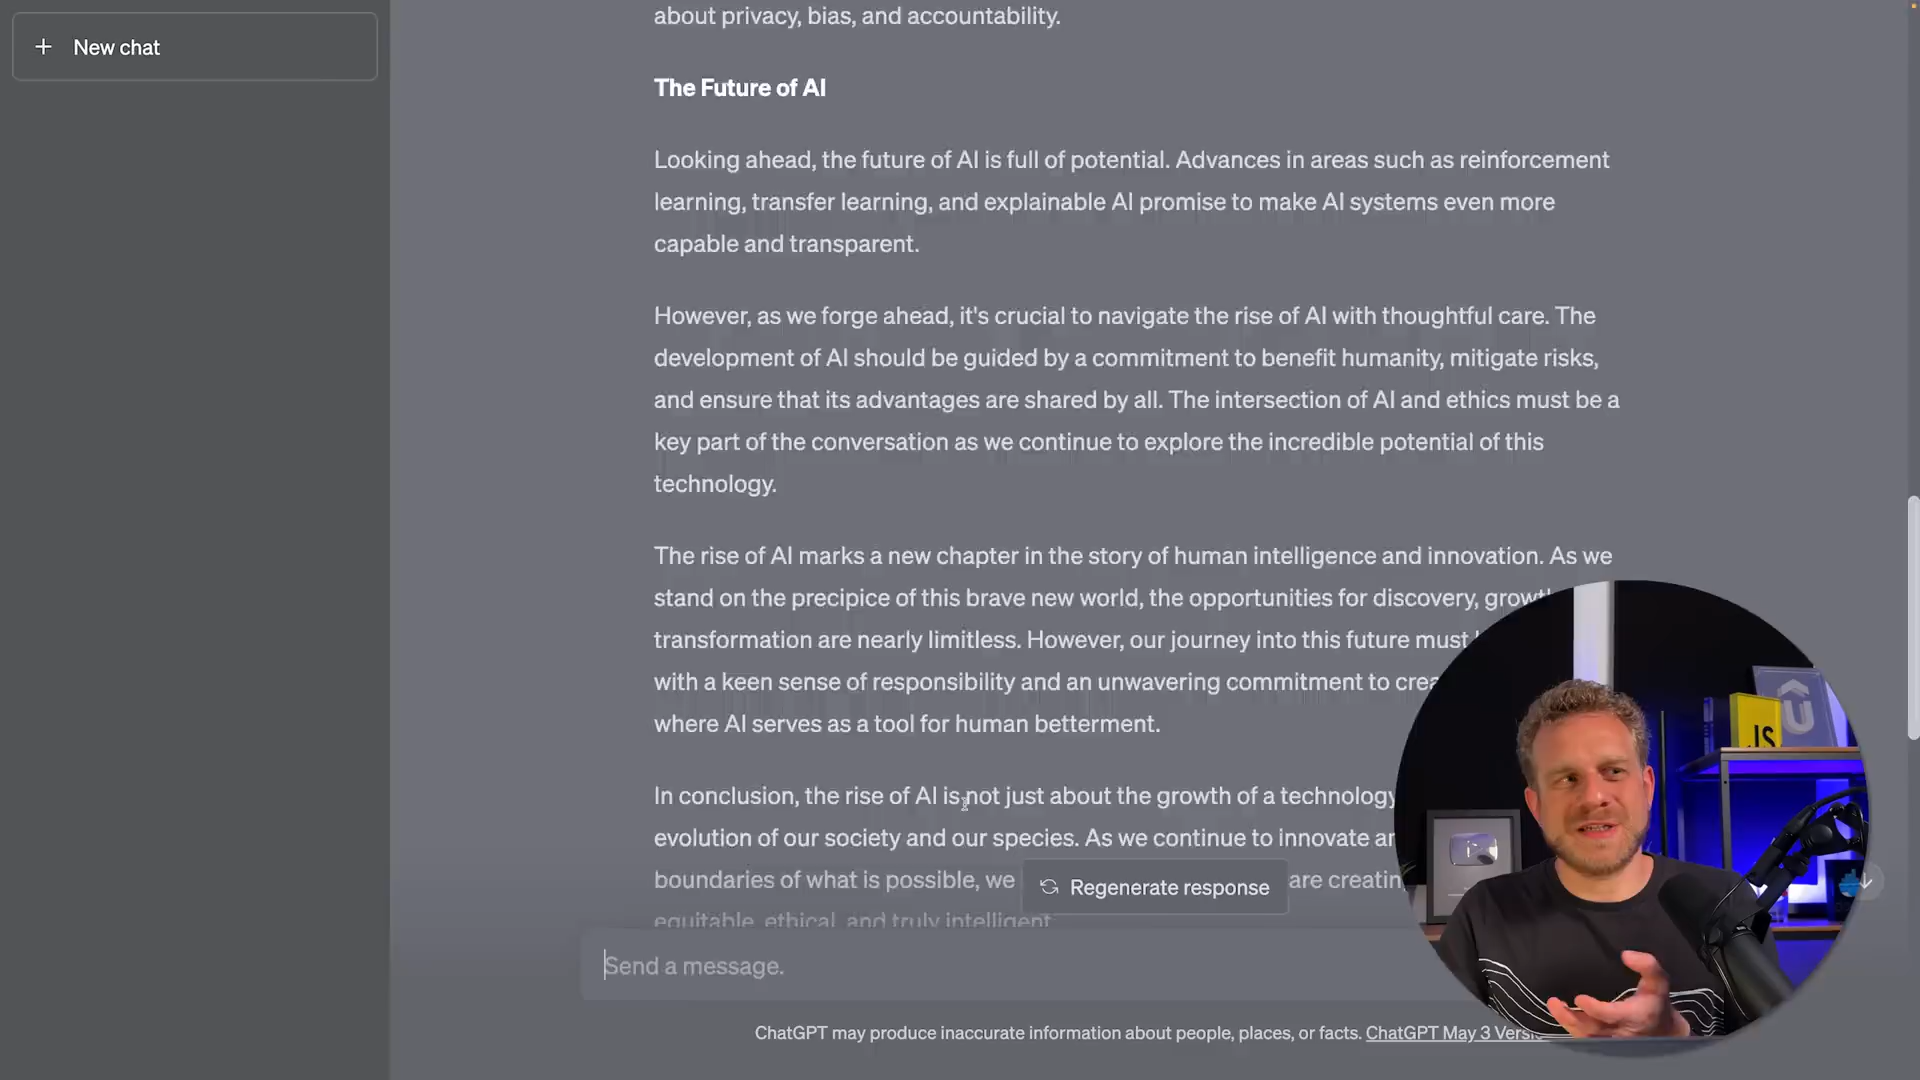 New chat
about privacy, bias, and accountability.
The Future of AI
Looking ahead, the future of AI is full of potential. Advances in areas such as reinforcement
learning, transfer learning, and explainable AI promise to make AI systems even more
capable and transparent.
However, as we forge ahead, it's crucial to navigate the rise of AI with thoughtful care. The
development of AI should be guided by a commitment to benefit humanity, mitigate risks,
and ensure that its advantages are shared by all. The intersection of AI and ethics must be a
key part of the conversation as we continue to explore the incredible potential of this
technology.
The rise of AI marks a new chapter in the story of human intelligence and innovation. As we
stand on the precipice of this brave new world, the opportunities for discovery,
transformation are nearly limitless. However, our journey into this future must
with a keen sense of responsibility and an unwavering commitment to
where AI serves as a tool for human betterment.
In conclusion, the rise of AI is not just about the growth of a technology
evolution of our society and our species. As we continue to innovate
boundaries of what is possible, we
Regenerate response
are
equitable, ethical, and truly intelligent
Send a message.
ChatGPT may produce inaccurate information about people, places, or facts. ChatGPT May 3
JS
U